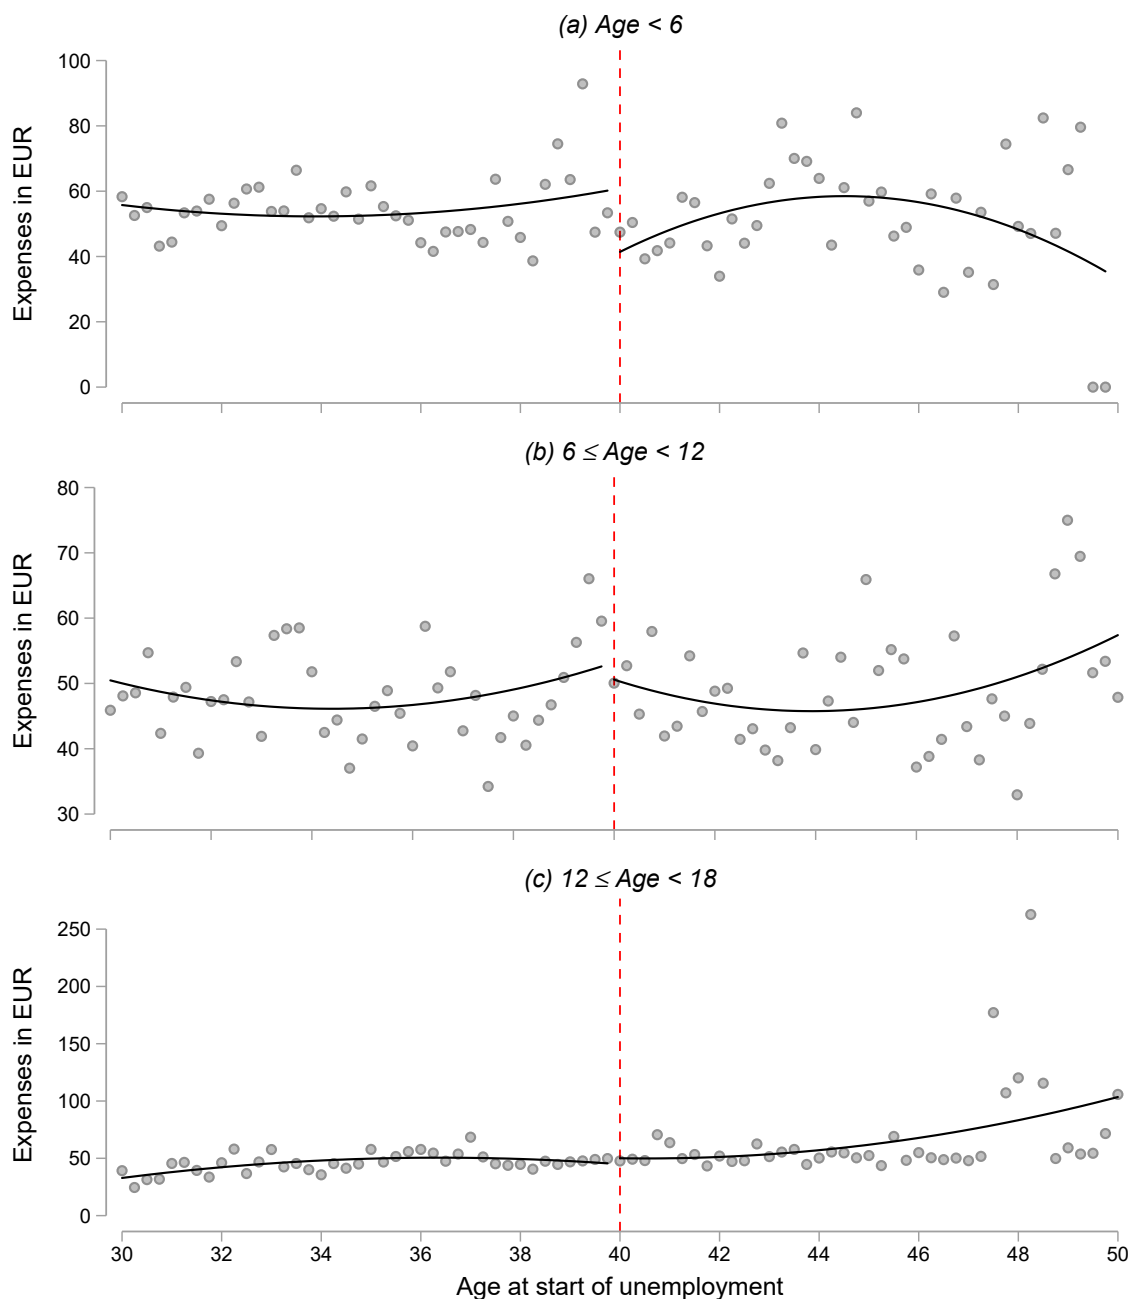 (a) Age < 6
Expenses in EUR
100
80
60
40
20
0
(b) 6 ≤ Age < 12
Expenses in EUR
80
70
60
50
40
30
(c) 12 ≤ Age < 18
Expenses in EUR
250
200
150
100
50
0
30 32 34 36 38 40 42 44 46 48 50
Age at start of unemployment